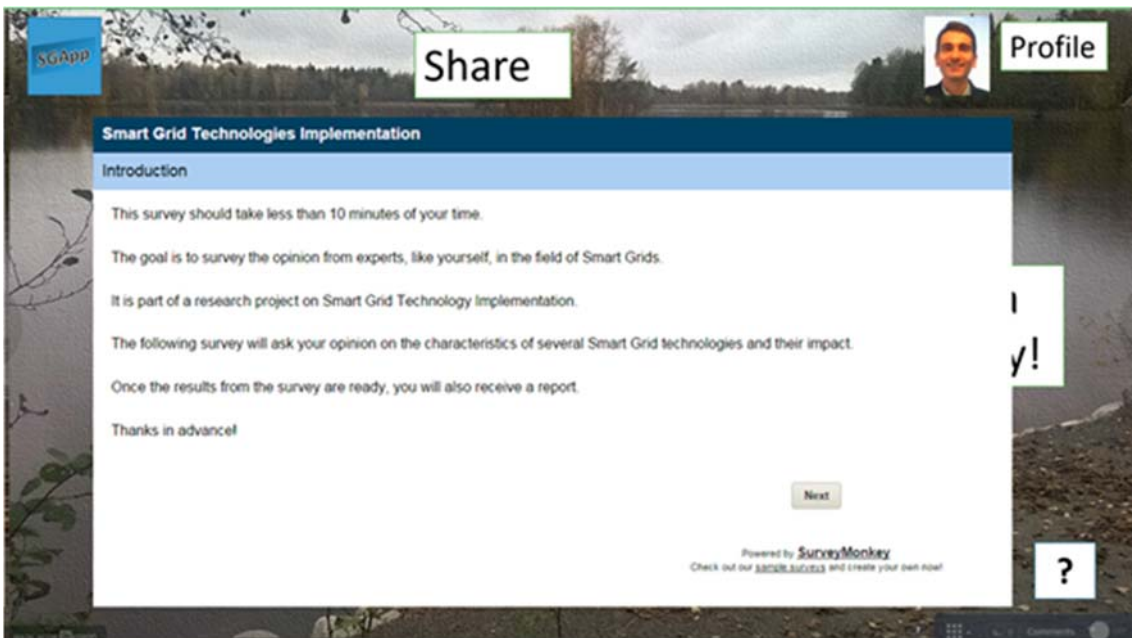 SGApp
Share
Profile
Smart Grid Technologies Implementation
Introduction
This survey should take less than 10 minutes of your time.
The goal is to survey the opinion from experts, like yourself, in the field of Smart Grids.
It is part of a research project on Smart Grid Technology Implementation.
The following survey will ask your opinion on the characteristics of several Smart Grid technologies and their impact.
Once the results from the survey are ready, you will also receive a report.
Thanks in advance!
y!
Next
Powered by SurveyMonkey
Check out our sample surveys and create your own now!
?
Comments